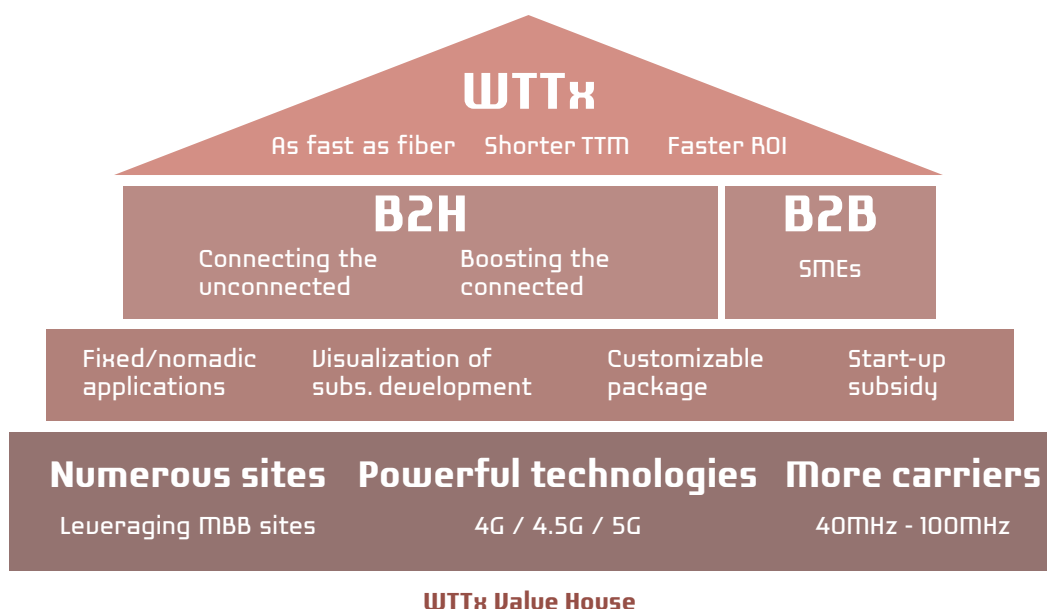 WTTx
As fast as fiber Shorter TTM Faster ROI
B2H
Connecting the unconnected
Boosting the connected
B2B
SMEs
Fixed/nomadic applications
Visualization of subs. development
Customizable package
Start-up subsidy
Numerous sites
Leveraging MBB sites
Powerful technologies
4G / 4.5G / 5G
More carriers
40MHz - 100MHz
WTTx Value House